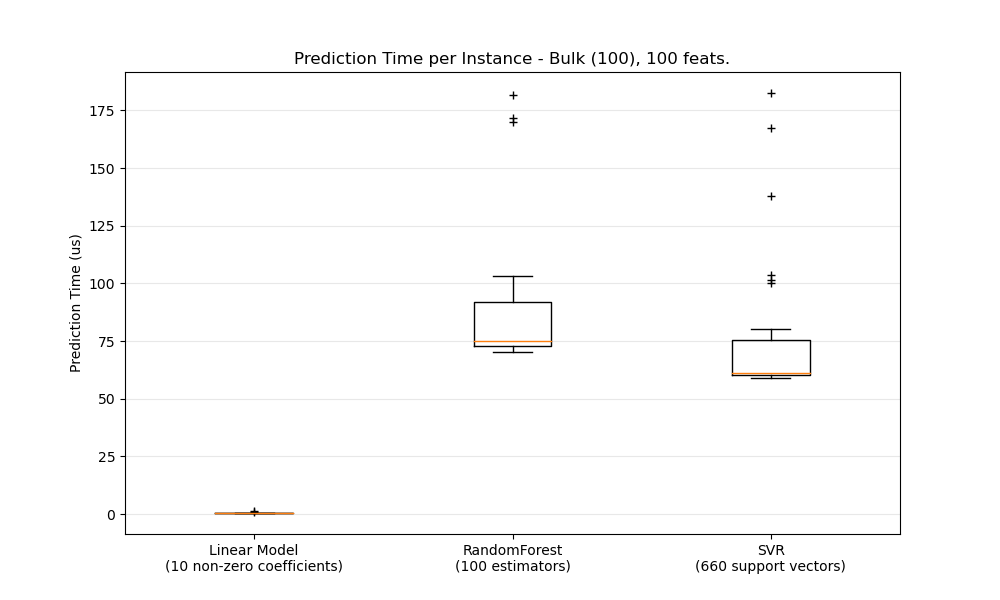 Prediction Time per Instance - Bulk (100), 100 feats.
Prediction Time (us)
175
150
125
100
75
50
25
0
Linear Model
(10 non-zero coefficients)
RandomForest
(100 estimators)
SVR
(660 support vectors)